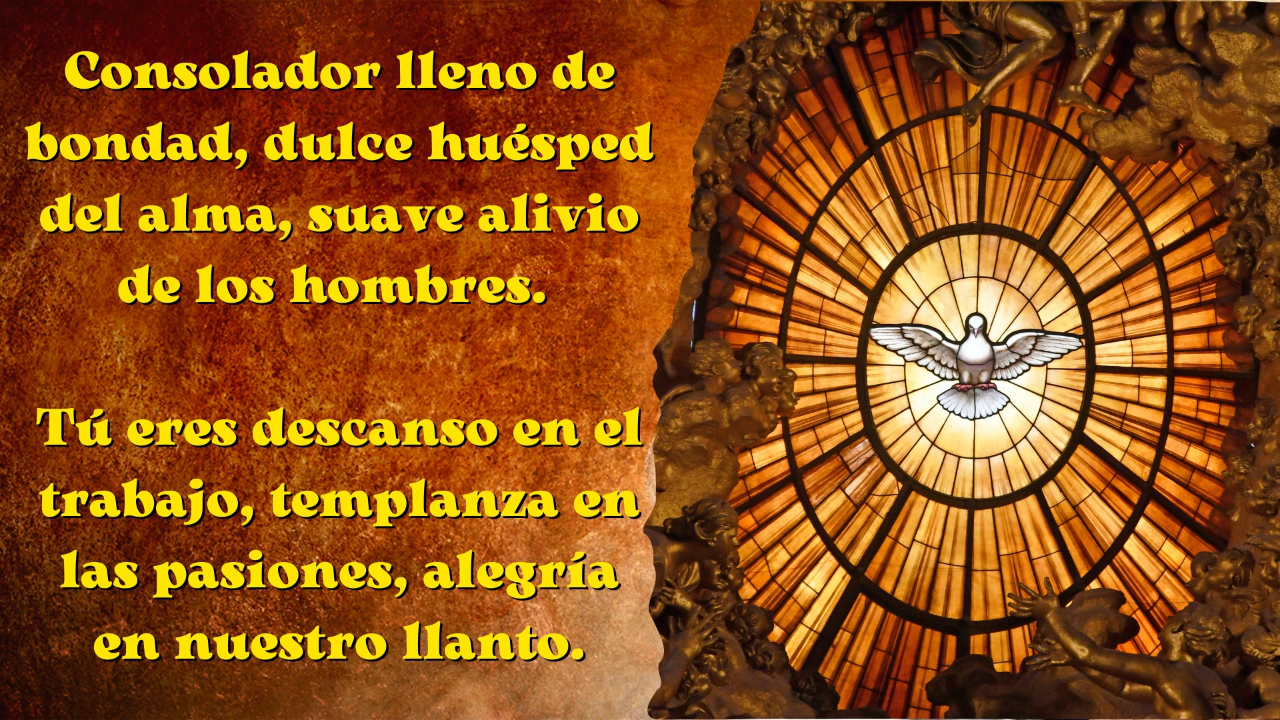 Consolador lleno de
bondad, dulce huésped
del alma, suave alivio
de los hombres.
Tú eres descanso en el
trabajo, templanza en
las pasiones, alegría
en nuestro llanto.